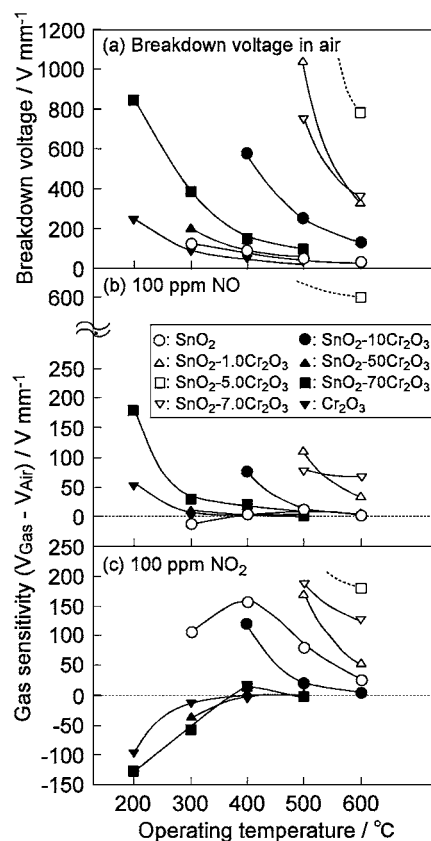 (a) Breakdown voltage in air
Breakdown voltage / V mm⁻¹
1200
1000
800
600
400
200
0
(b) 100 ppm NO
600
○: SnO₂ ●: SnO₂-10Cr₂O₃
△: SnO₂-1.0Cr₂O₃ ▲: SnO₂-50Cr₂O₃
□: SnO₂-5.0Cr₂O₃ ■: SnO₂-70Cr₂O₃
▽: SnO₂-7.0Cr₂O₃ ▼: Cr₂O₃
250
200
150
100
50
0
Gas sensitivity (VGas - VAir) / V mm⁻¹
(c) 100 ppm NO₂
250
200
150
100
50
0
-50
-100
-150
200 300 400 500 600
Operating temperature / °C